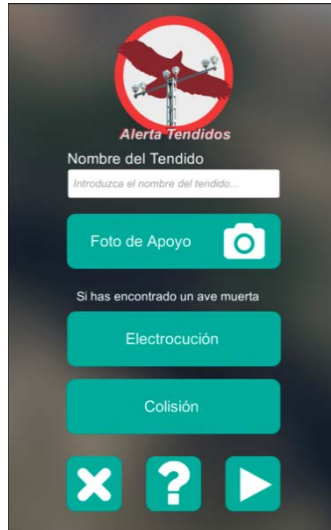 Alerta Tendidos
Nombre del Tendido
Introduzca el nombre del tendido...
Foto de Apoyo
Si has encontrado un ave muerta
Electrocución
Colisión
?